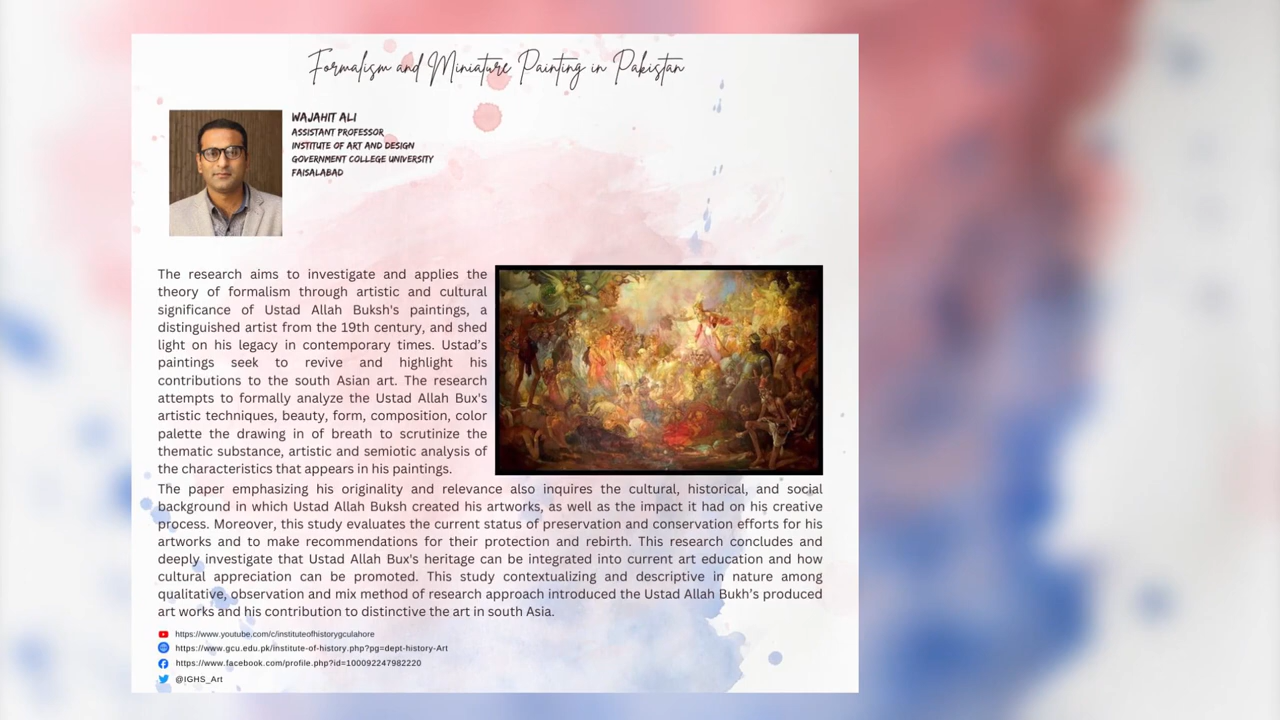 Formalism and Miniature Painting in Pakistan
WAJAHIT ALI
ASSISTANT PROFESSOR
INSTITUTE OF ART AND DESIGN
GOVERNMENT COLLEGE UNIVERSITY
FAISALABAD
The research aims to investigate and applies the
theory of formalism through artistic and cultural
significance of Ustad Allah Buksh's paintings, a
distinguished artist from the 19th century, and shed
light on his legacy in contemporary times. Ustad's
paintings seek to revive and highlight his
contributions to the south Asian art. The research
attempts to formally analyze the Ustad Allah Bux's
artistic techniques, beauty, form, composition, color
palette the drawing in of breath to scrutinize the
thematic substance, artistic and semiotic analysis of
the characteristics that appears in his paintings.
The paper emphasizing his originality and relevance also inquires the cultural, historical, and social
background in which Ustad Allah Buksh created his artworks, as well as the impact it had on his creative
process. Moreover, this study evaluates the current status of preservation and conservation efforts for his
artworks and to make recommendations for their protection and rebirth. This research concludes and
deeply investigate that Ustad Allah Bux's heritage can be integrated into current art education and how
cultural appreciation can be promoted. This study contextualizing and descriptive in nature among
qualitative, observation and mix method of research approach introduced the Ustad Allah Bukh's produced
art works and his contribution to distinctive the art in south Asia.
https://www.youtube.com/c/instituteofhistorygculahore
https://www.gcu.edu.pk/institute-of-history.php?pg=dept-history-Art
https://www.facebook.com/profile.php?id=100092247982220
@IGHS_Art